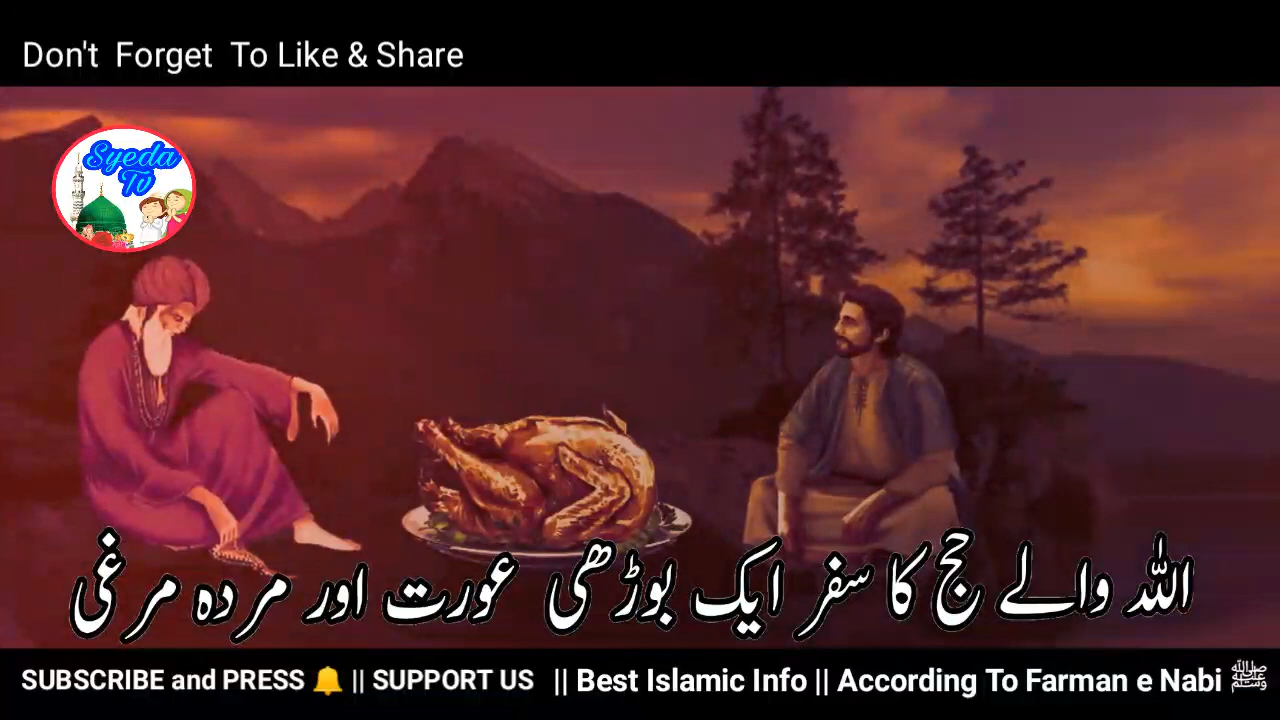 Don't Forget To Like & Share
Syeda
Tv
اللہ والے حج کا سفر ایک بوڑھی عورت اور مردہ مرغی
SUBSCRIBE and PRESS 🔔 || SUPPORT US || Best Islamic Info || According To Farman e Nabi ﷺ